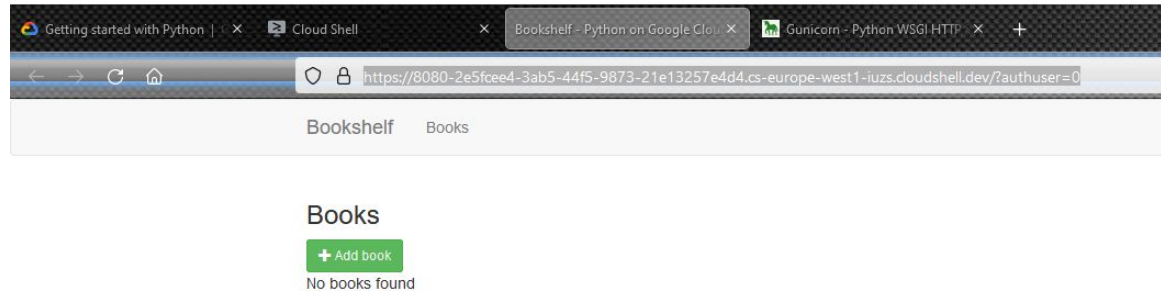 Getting started with Python | Cloud Shell Bookshelf - Python on Google Clou Gunicorn - Python WSGI HTTP
https://8080-2e5fcee4-3ab5-44f5-9873-21e13257e4d4.cs-europe-west1-iuzs.cloudshell.dev/?authuser=0
Bookshelf Books
Books
+ Add book
No books found